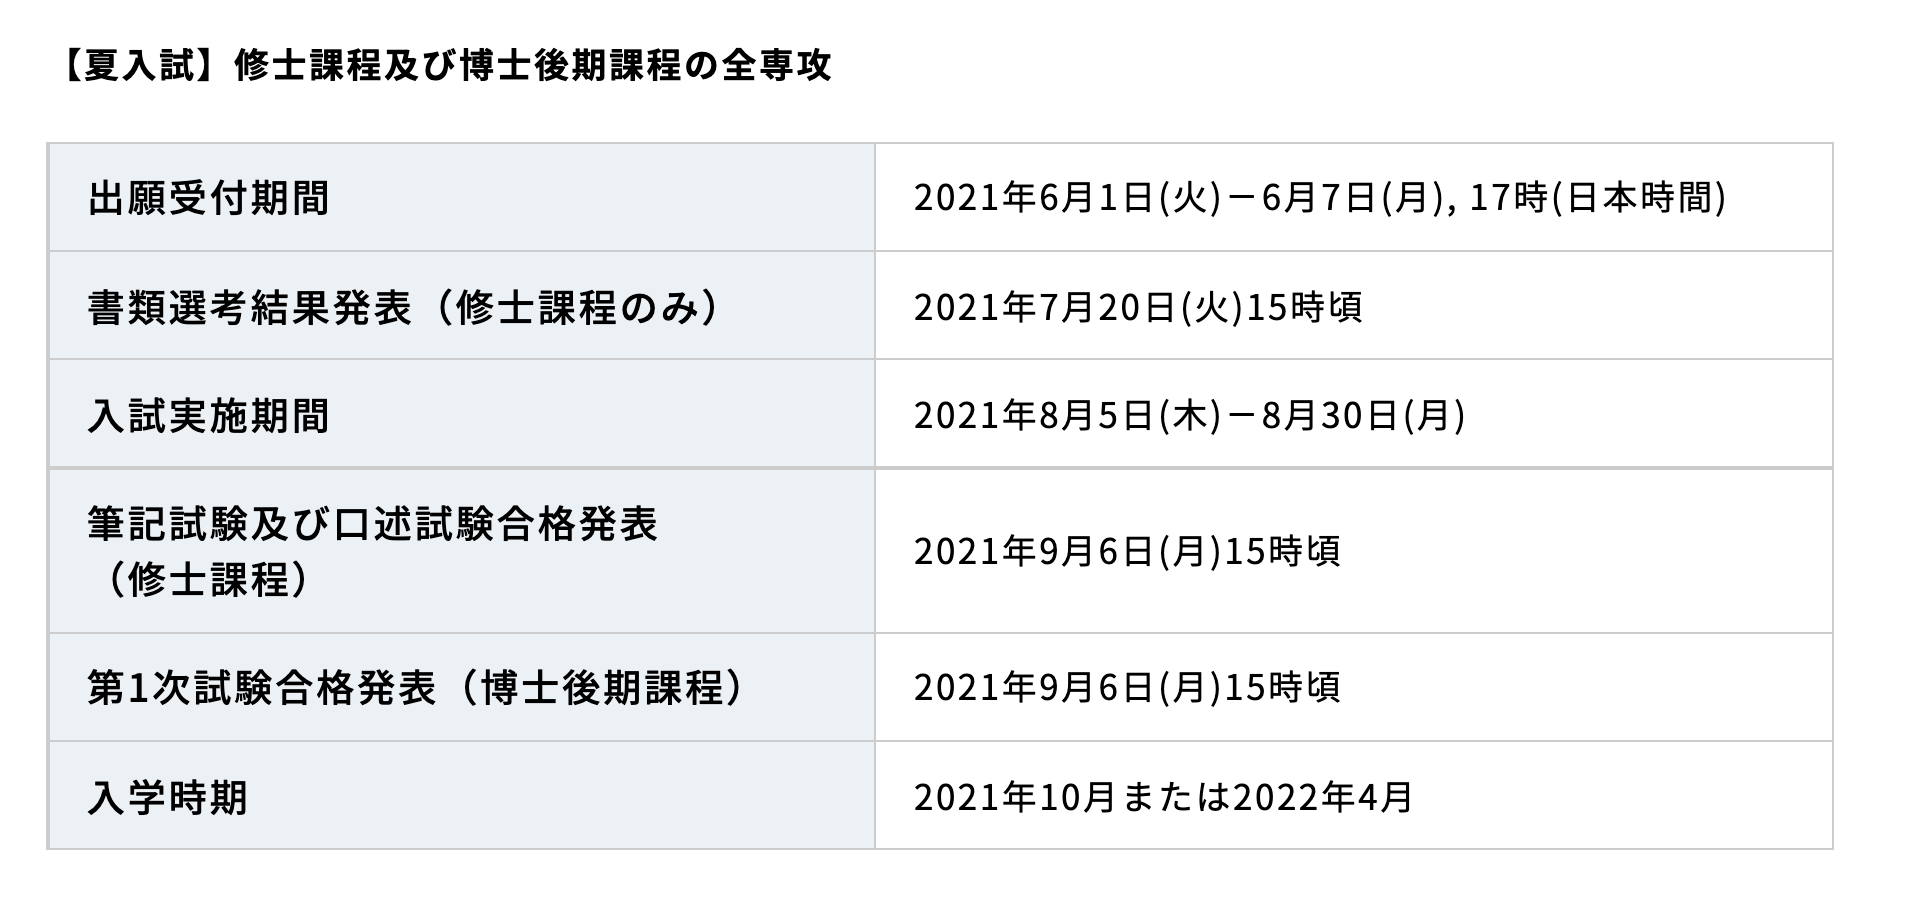 【夏入試】修士課程及び博士後期課程の全専攻
出願受付期間
2021年6月1日(火)－6月7日(月), 17時(日本時間)
書類選考結果発表（修士課程のみ）
2021年7月20日(火)15時頃
入試実施期間
2021年8月5日(木)－8月30日(月)
筆記試験及び口述試験合格発表
（修士課程）
2021年9月6日(月)15時頃
第1次試験合格発表（博士後期課程）
2021年9月6日(月)15時頃
入学時期
2021年10月または2022年4月